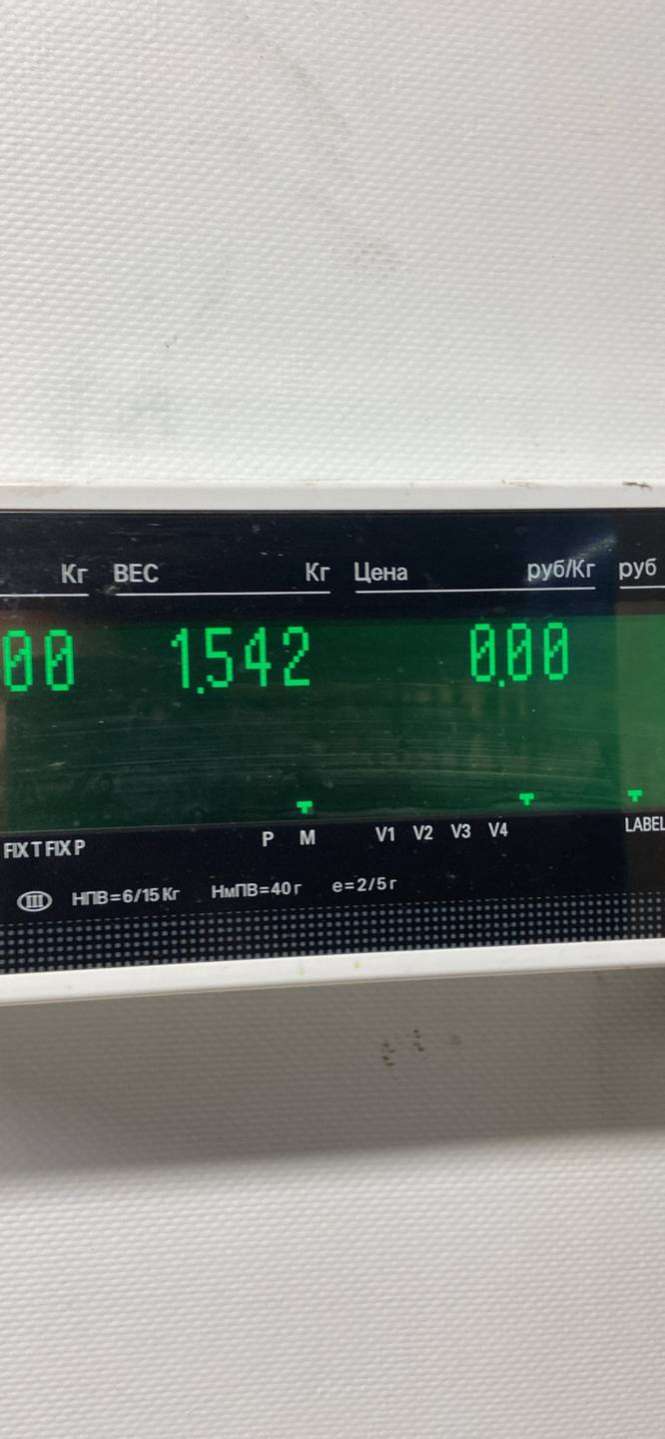 Кг ВЕС Кг Цена руб/Кг руб
00 1.542 0.00
FIX T FIX P P M V1 V2 V3 V4 LABEL
III НПВ=6/15 Кг НмПВ=40 г e=2/5 г